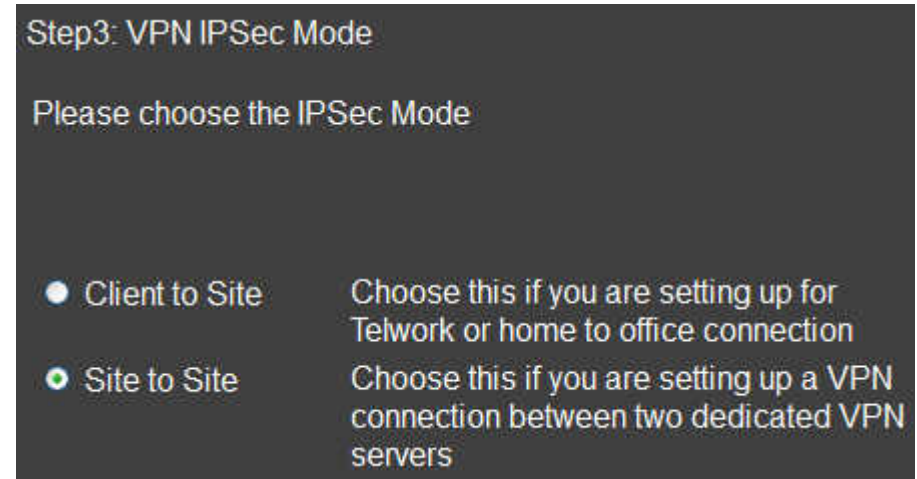 Step3: VPN IPSec Mode
Please choose the IPSec Mode
Client to Site
Choose this if you are setting up for
Telwork or home to office connection
Site to Site
Choose this if you are setting up a VPN
connection between two dedicated VPN
servers